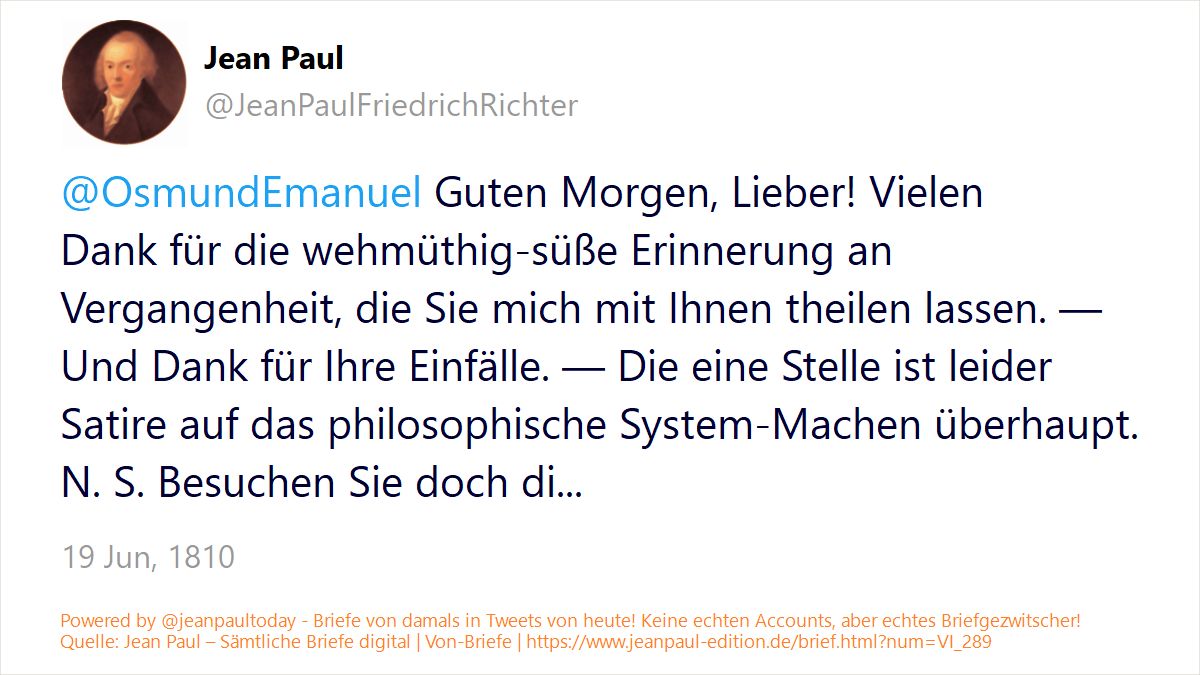 Jean Paul
@JeanPaulFriedrichRichter
@OsmundEmanuel Guten Morgen, Lieber! Vielen
Dank für die wehmüthig-süße Erinnerung an
Vergangenheit, die Sie mich mit Ihnen theilen lassen. —
Und Dank für Ihre Einfälle. — Die eine Stelle ist leider
Satire auf das philosophische System-Machen überhaupt.
N. S. Besuchen Sie doch di...
19 Jun, 1810
Powered by @jeanpaultoday - Briefe von damals in Tweets von heute! Keine echten Accounts, aber echtes Briefgezwitscher!
Quelle: Jean Paul – Sämtliche Briefe digital | Von-Briefe | https://www.jeanpaul-edition.de/brief.html?num=VI_289